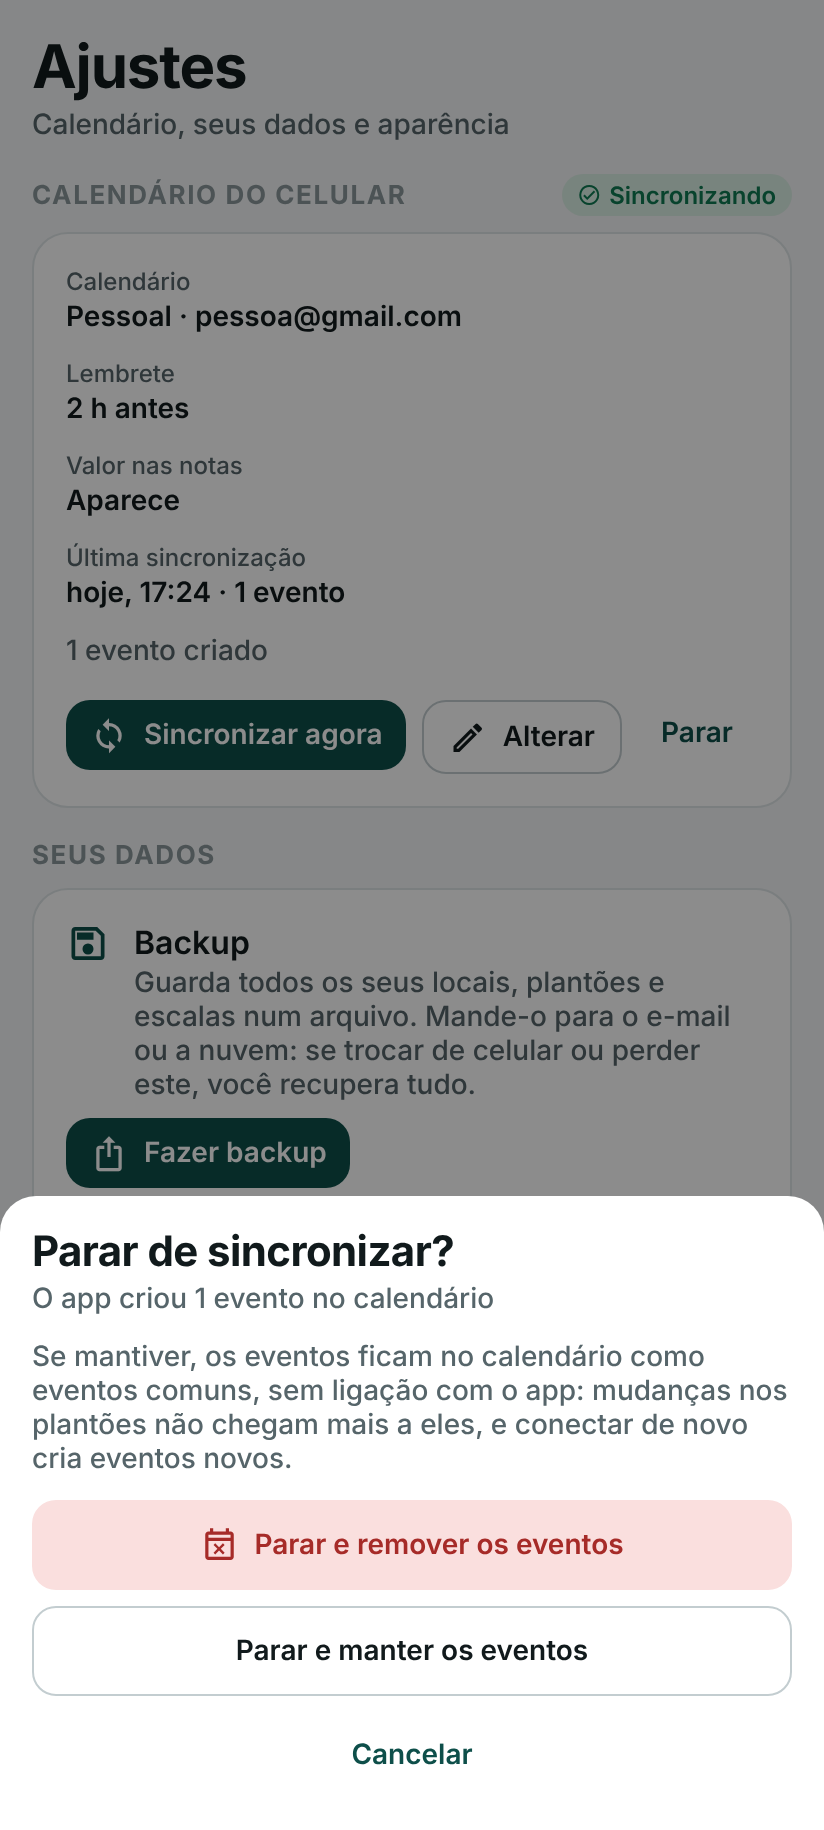 Ajustes
Calendário, seus dados e aparência
CALENDÁRIO DO CELULAR
Sincronizando
Calendário
Pessoal · pessoa@gmail.com
Lembrete
2 h antes
Valor nas notas
Aparece
Última sincronização
hoje, 17:24 · 1 evento
1 evento criado
Sincronizar agora
Alterar
Parar
SEUS DADOS
Backup
Guarda todos os seus locais, plantões e
escalas num arquivo. Mande-o para o e-mail
ou a nuvem: se trocar de celular ou perder
este, você recupera tudo.
Fazer backup
Parar de sincronizar?
O app criou 1 evento no calendário
Se mantiver, os eventos ficam no calendário como
eventos comuns, sem ligação com o app: mudanças nos
plantões não chegam mais a eles, e conectar de novo
cria eventos novos.
Parar e remover os eventos
Parar e manter os eventos
Cancelar